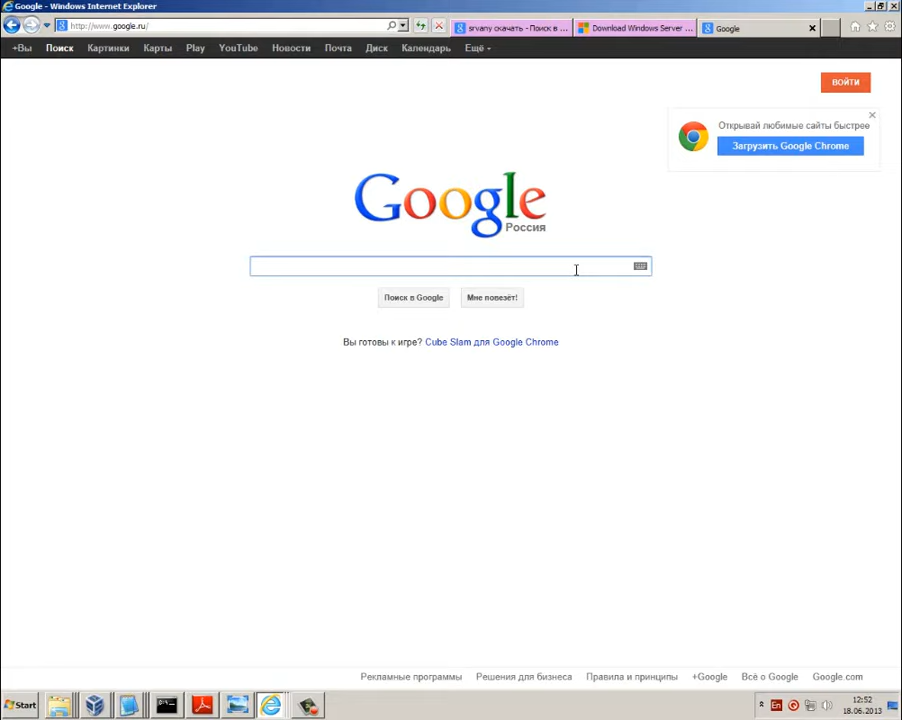 Google - Windows Internet Explorer
http://www.google.ru/
srvany скачать - Поиск в ...
Download Windows Server ...
Google
+Вы Поиск Картинки Карты Play YouTube Новости Почта Диск Календарь Ещё
ВОЙТИ
Открывай любимые сайты быстрее
Загрузить Google Chrome
Google
Россия
Поиск в Google
Мне повезёт!
Вы готовы к игре? Cube Slam для Google Chrome
Рекламные программы Решения для бизнеса Правила и принципы +Google Всё о Google Google.com
Start
En
12:52
18.06.2013